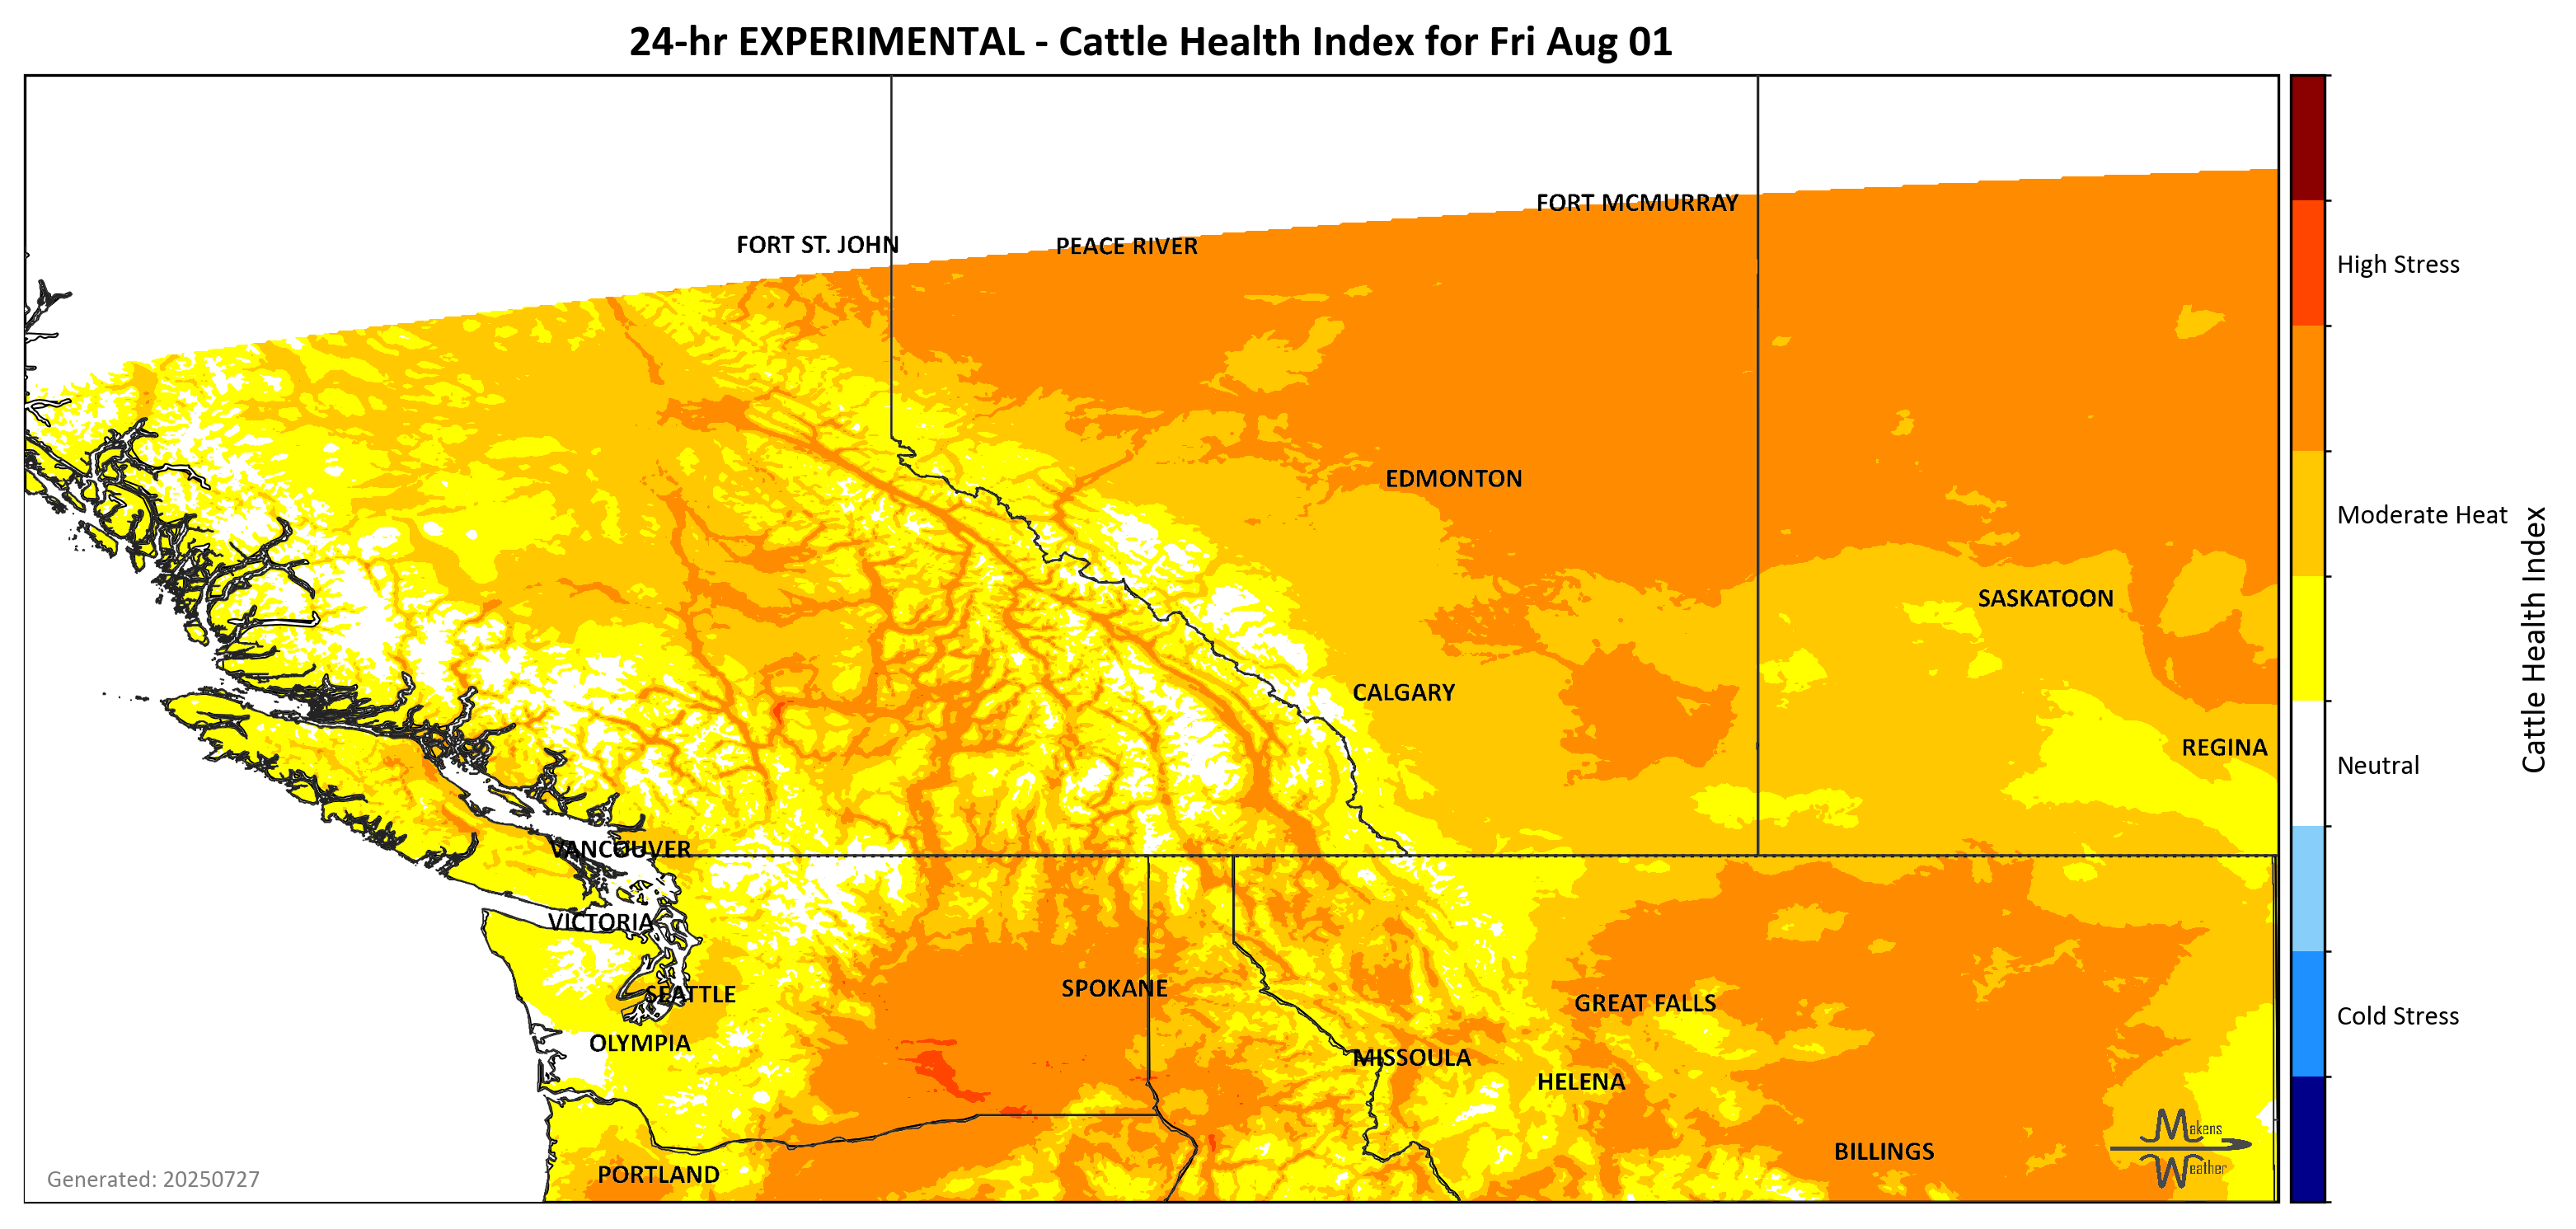 24-hr EXPERIMENTAL - Cattle Health Index for Fri Aug 01
FORT MCMURRAY
FORT ST. JOHN
PEACE RIVER
High Stress
EDMONTON
Moderate Heat
SASKATOON
CALGARY
REGINA
Neutral
Cattle Health Index
VANCOUVER
VICTORIA
SPOKANE
SEATTLE
GREAT FALLS
Cold Stress
OLYMPIA
MISSOULA
HELENA
Makens
Weather
BILLINGS
PORTLAND
Generated: 20250727